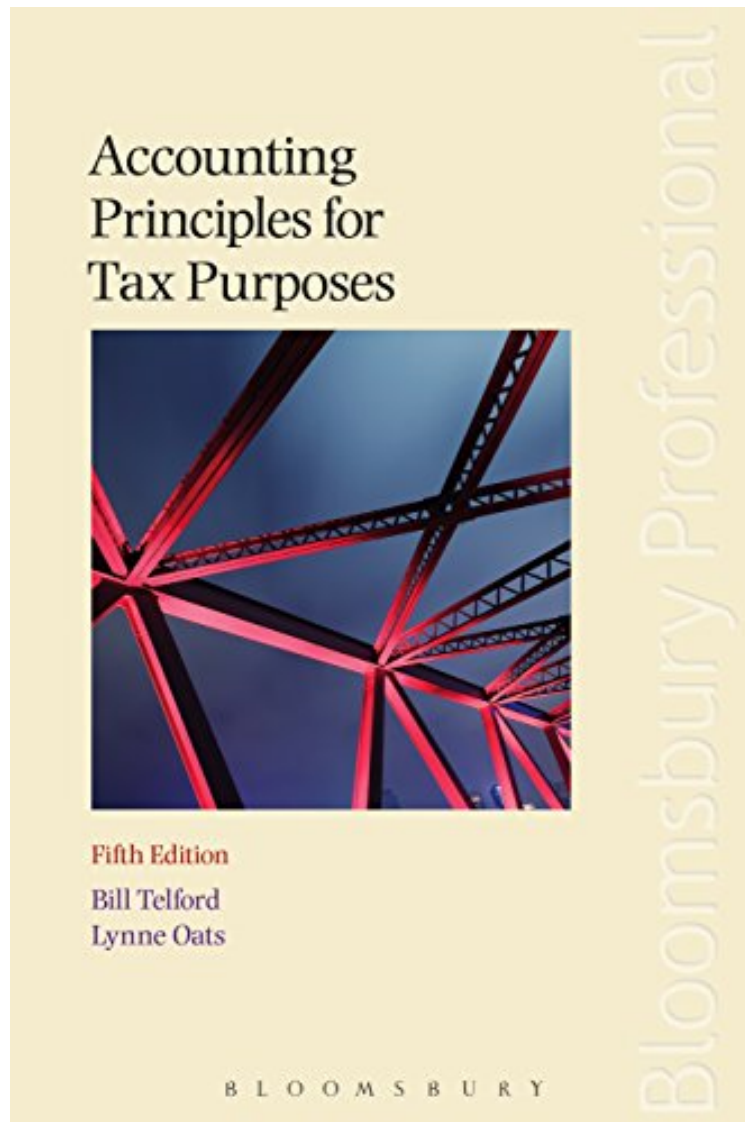 Accounting
Principles for
Tax Purposes
Fifth Edition
Bill Telford
Lynne Oats
BLOOMSBURY
Bloomsbury Professional